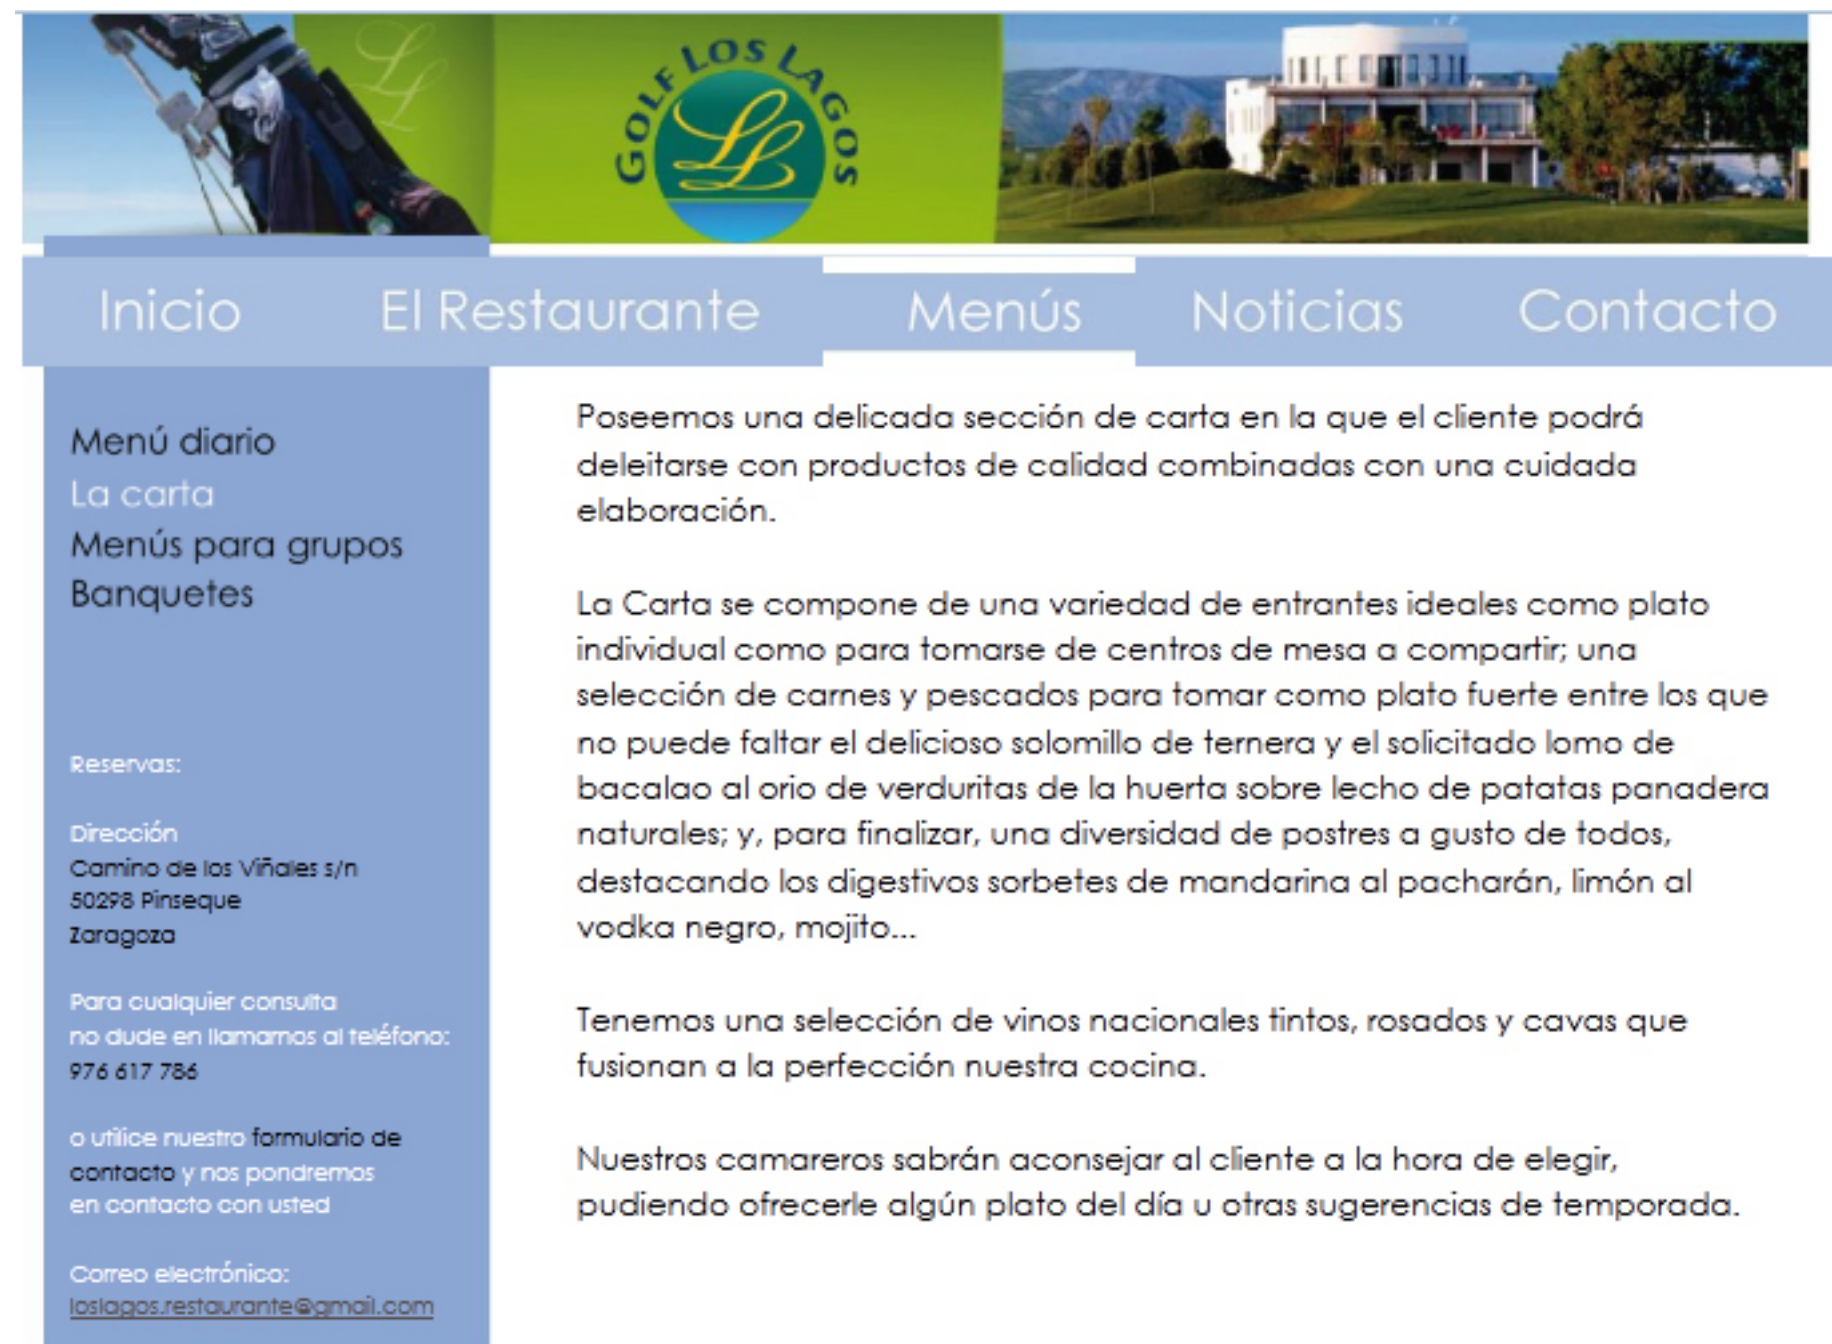 GOLF LOS LAGOS
LL
LL
Inicio El Restaurante Menús Noticias Contacto
Menú diario
La carta
Menús para grupos
Banquetes
Reservas:
Dirección
Camino de los Viñales s/n
50298 Pinseque
Zaragoza
Para cualquier consulta
no dude en llamarnos al teléfono:
976 617 786
o utilice nuestro formulario de
contacto y nos pondremos
en contacto con usted
Correo electrónico:
loslagos.restaurante@gmail.com
Poseemos una delicada sección de carta en la que el cliente podrá
deleitarse con productos de calidad combinadas con una cuidada
elaboración.
La Carta se compone de una variedad de entrantes ideales como plato
individual como para tomarse de centros de mesa a compartir; una
selección de carnes y pescados para tomar como plato fuerte entre los que
no puede faltar el delicioso solomillo de ternera y el solicitado lomo de
bacalao al orio de verduritas de la huerta sobre lecho de patatas panadera
naturales; y, para finalizar, una diversidad de postres a gusto de todos,
destacando los digestivos sorbetes de mandarina al pacharán, limón al
vodka negro, mojito...
Tenemos una selección de vinos nacionales tintos, rosados y cavas que
fusionan a la perfección nuestra cocina.
Nuestros camareros sabrán aconsejar al cliente a la hora de elegir,
pudiendo ofrecerle algún plato del día u otras sugerencias de temporada.